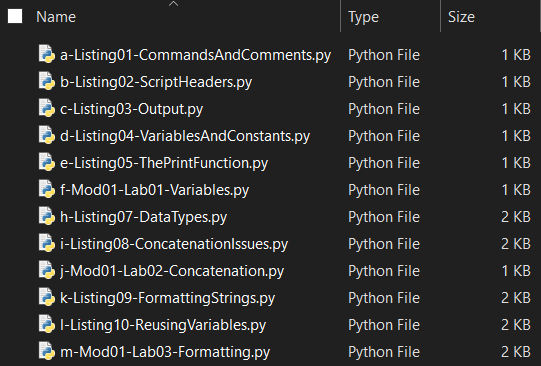 Name Type Size
a-Listing01-CommandsAndComments.py Python File 1 KB
b-Listing02-ScriptHeaders.py Python File 1 KB
c-Listing03-Output.py Python File 1 KB
d-Listing04-VariablesAndConstants.py Python File 1 KB
e-Listing05-ThePrintFunction.py Python File 1 KB
f-Mod01-Lab01-Variables.py Python File 1 KB
h-Listing07-DataTypes.py Python File 2 KB
i-Listing08-ConcatenationIssues.py Python File 2 KB
j-Mod01-Lab02-Concatenation.py Python File 1 KB
k-Listing09-FormattingStrings.py Python File 2 KB
l-Listing10-ReusingVariables.py Python File 2 KB
m-Mod01-Lab03-Formatting.py Python File 2 KB